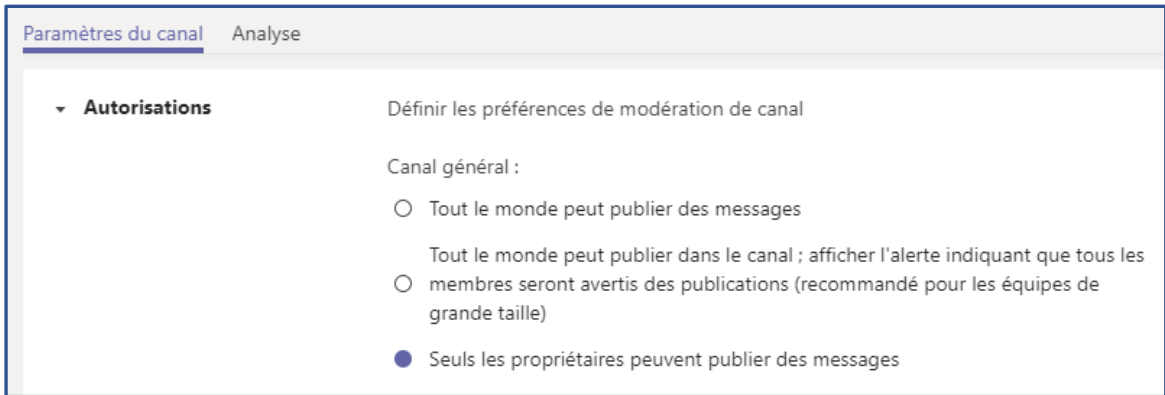 Paramètres du canal Analyse
Autorisations
Définir les préférences de modération de canal
Canal général :
Tout le monde peut publier des messages
Tout le monde peut publier dans le canal ; afficher l'alerte indiquant que tous les
membres seront avertis des publications (recommandé pour les équipes de
grande taille)
Seuls les propriétaires peuvent publier des messages